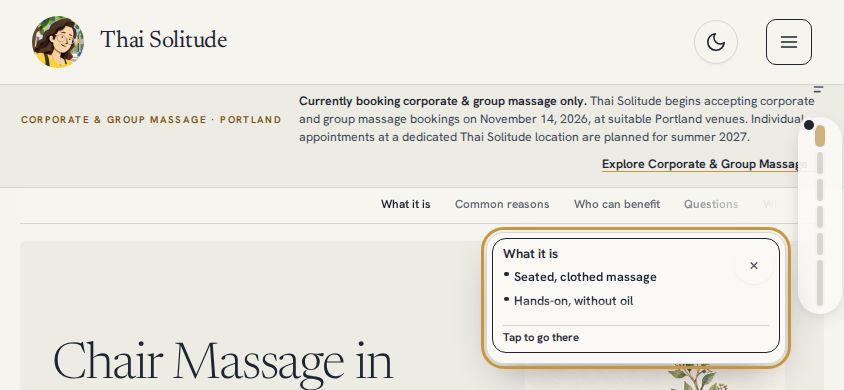 Thai Solitude
CORPORATE & GROUP MASSAGE · PORTLAND
Currently booking corporate & group massage only. Thai Solitude begins accepting corporate
and group massage bookings on November 14, 2026, at suitable Portland venues. Individual
appointments at a dedicated Thai Solitude location are planned for summer 2027.
Explore Corporate & Group Massage
What it is Common reasons Who can benefit Questions
What it is
• Seated, clothed massage
• Hands-on, without oil
Tap to go there
Chair Massage in